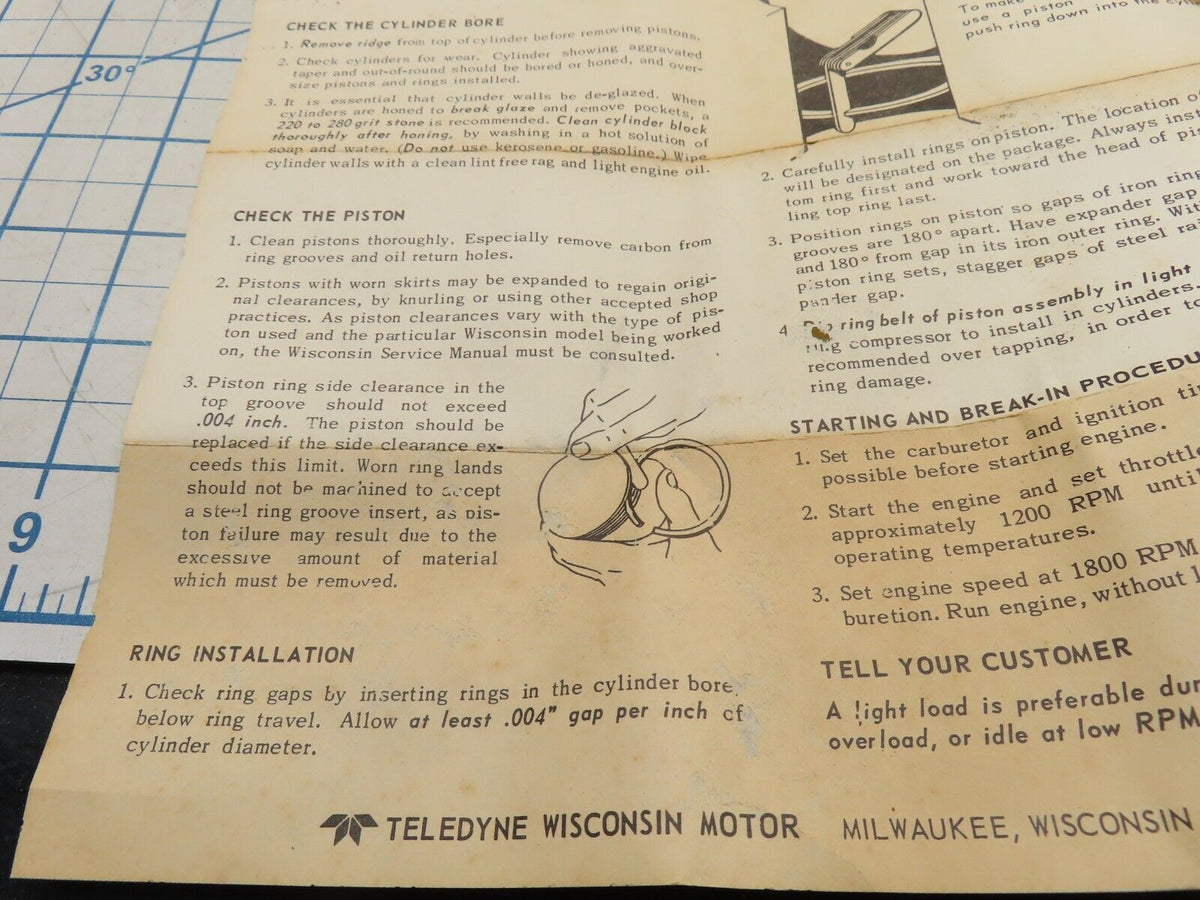 CHECK THE CYLINDER BORE
1. Remove ridge from top of cylinder before removing pistons.
2. Check cylinders for wear. Cylinder showing aggravated
taper and out-of-round should be bored or honed, and over-
size pistons and rings installed.
3. It is essential that cylinder walls be de-glazed. When
cylinders are honed to break glaze and remove pockets, a
220 to 280 grit stone is recommended. Clean cylinder block
thoroughly after honing, by washing in a hot solution of
soap and water. (Do not use kerosene or gasoline.) Wipe
cylinder walls with a clean lint free rag and light engine oil.
CHECK THE PISTON
1. Clean pistons thoroughly. Especially remove carbon from
ring grooves and oil return holes.
2. Pistons with worn skirts may be expanded to regain origi-
nal clearances, by knurling or using other accepted shop
practices. As piston clearances vary with the type of pis-
ton used and the particular Wisconsin model being worked
on, the Wisconsin Service Manual must be consulted.
3. Piston ring side clearance in the
top groove should not exceed
.004 inch. The piston should be
replaced if the side clearance ex-
ceeds this limit. Worn ring lands
should not be machined to accept
a steel ring groove insert, as pis-
ton failure may result due to the
excessive amount of material
which must be removed.
RING INSTALLATION
1. Check ring gaps by inserting rings in the cylinder bore,
below ring travel. Allow at least .004" gap per inch of
cylinder diameter.
To make
use a piston
push ring down into the
2. Carefully install rings on piston. The location of
will be designated on the package. Always
tom ring first and work toward the head of
ling top ring last.
3. Position rings on piston so gaps of iron
grooves are 180° apart. Have expander gap
and 180° from gap in its iron outer ring.
piston ring sets, stagger gaps of steel
pander gap.
4 ring belt of piston assembly in light
ring compressor to install in cylinders.
recommended over tapping, in order to
ring damage.
STARTING AND BREAK-IN
1. Set the carburetor and ignition
possible before starting engine.
2. Start the engine and set
approximately 1200 RPM until
operating temperatures.
3. Set engine speed at 1800 RPM
buretion. Run engine, without
TELL YOUR CUSTOMER
A light load is preferable
overload, or idle at low RPM
TELEDYNE WISCONSIN MOTOR MILWAUKEE, WISCONSIN
30°
9